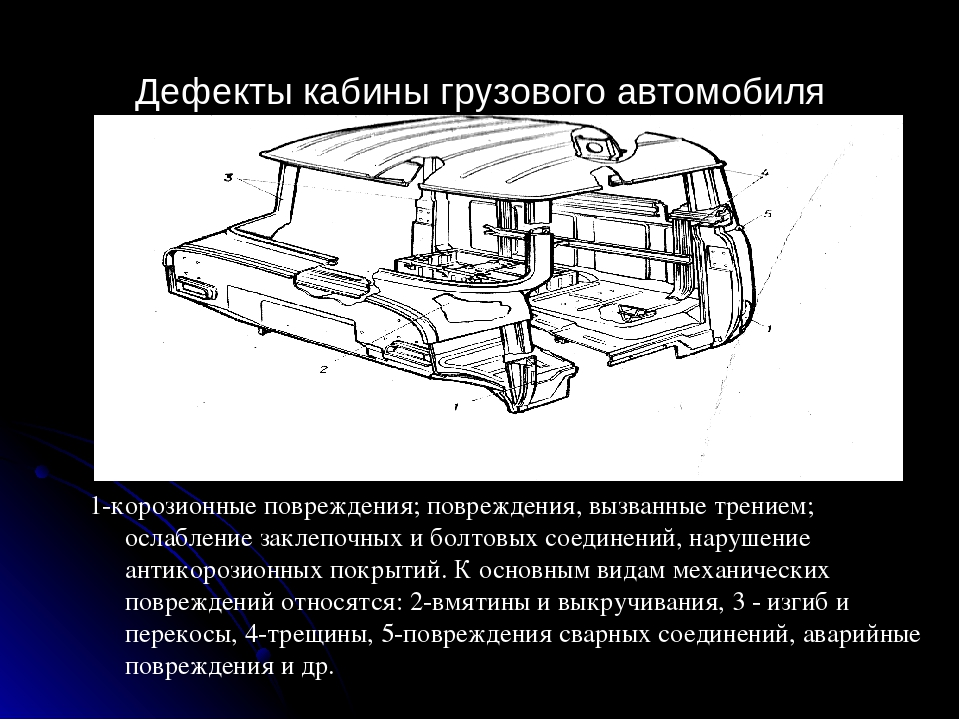 Дефекты кабины грузового автомобиля
3
4
5
1
2
1
1-корозионные повреждения; повреждения, вызванные трением;
ослабление заклепочных и болтовых соединений, нарушение
антикорозионных покрытий. К основным видам механических
повреждений относятся: 2-вмятины и выкручивания, 3 - изгиб и
перекосы, 4-трещины, 5-повреждения сварных соединений, аварийные
повреждения и др.